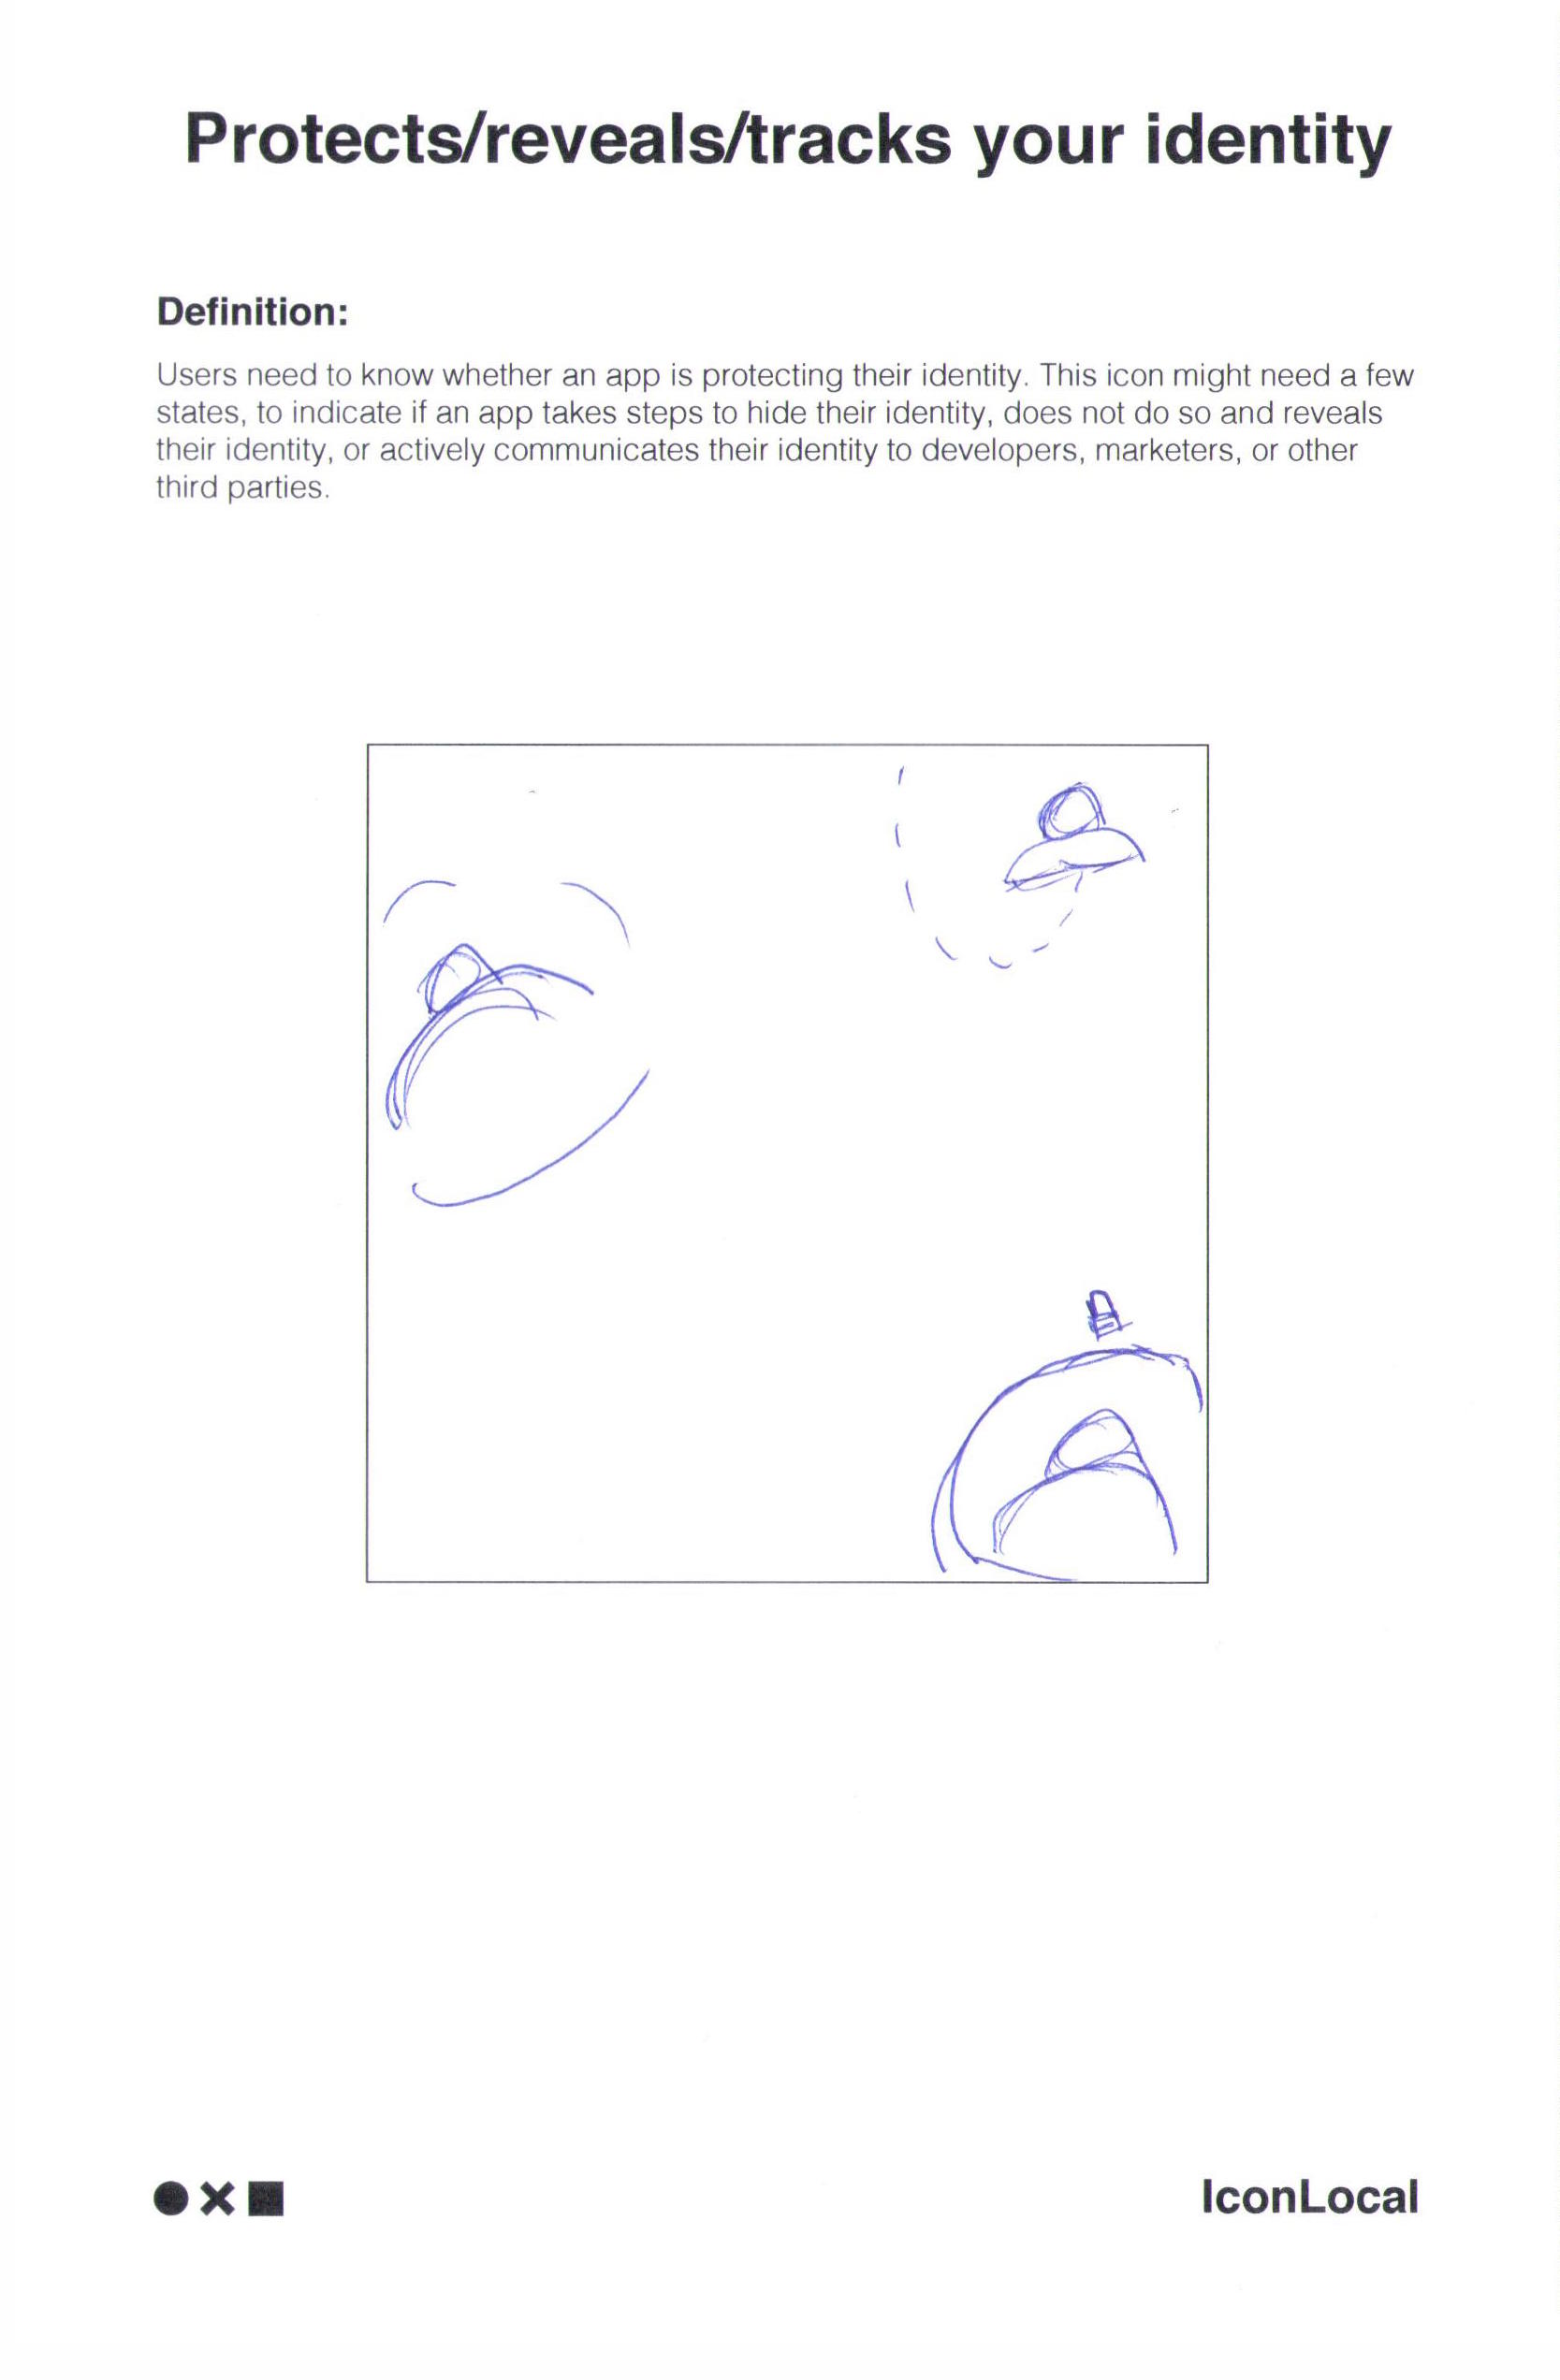 Protects/reveals/tracks your identity
Definition:
Users need to know whether an app is protecting their identity. This icon might need a few
states, to indicate if an app takes steps to hide their identity, does not do so and reveals
their identity, or actively communicates their identity to developers, marketers, or other
third parties.
IconLocal